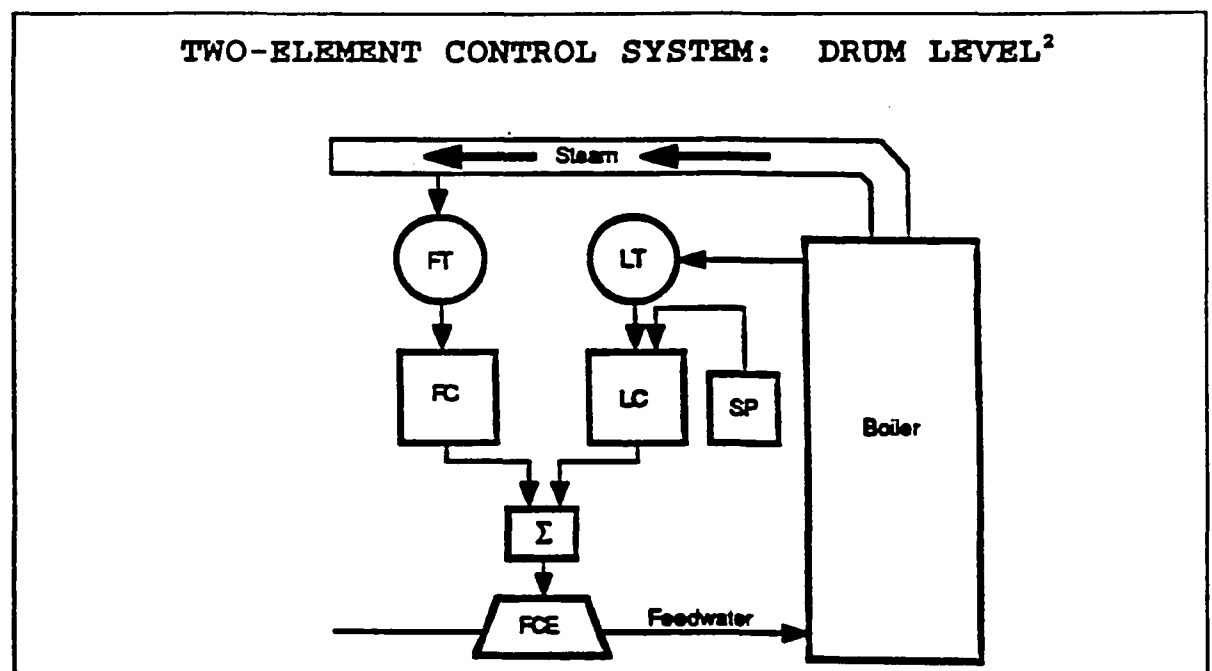 TWO-ELEMENT CONTROL SYSTEM: DRUM LEVEL²
Steam
FT
LT
FC
LC
SP
Boiler
Σ
FCE
Feedwater